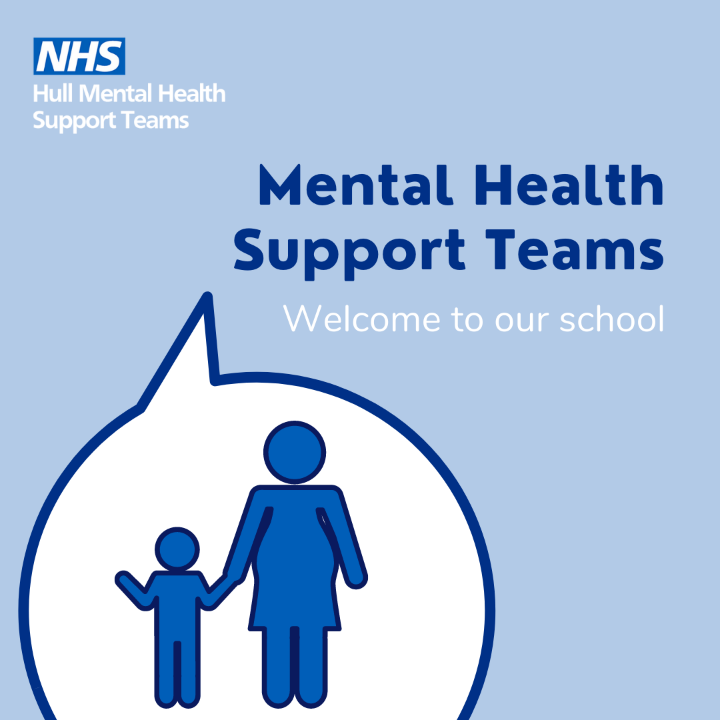 NHS
Hull Mental Health
Support Teams
Mental Health
Support Teams
Welcome to our school